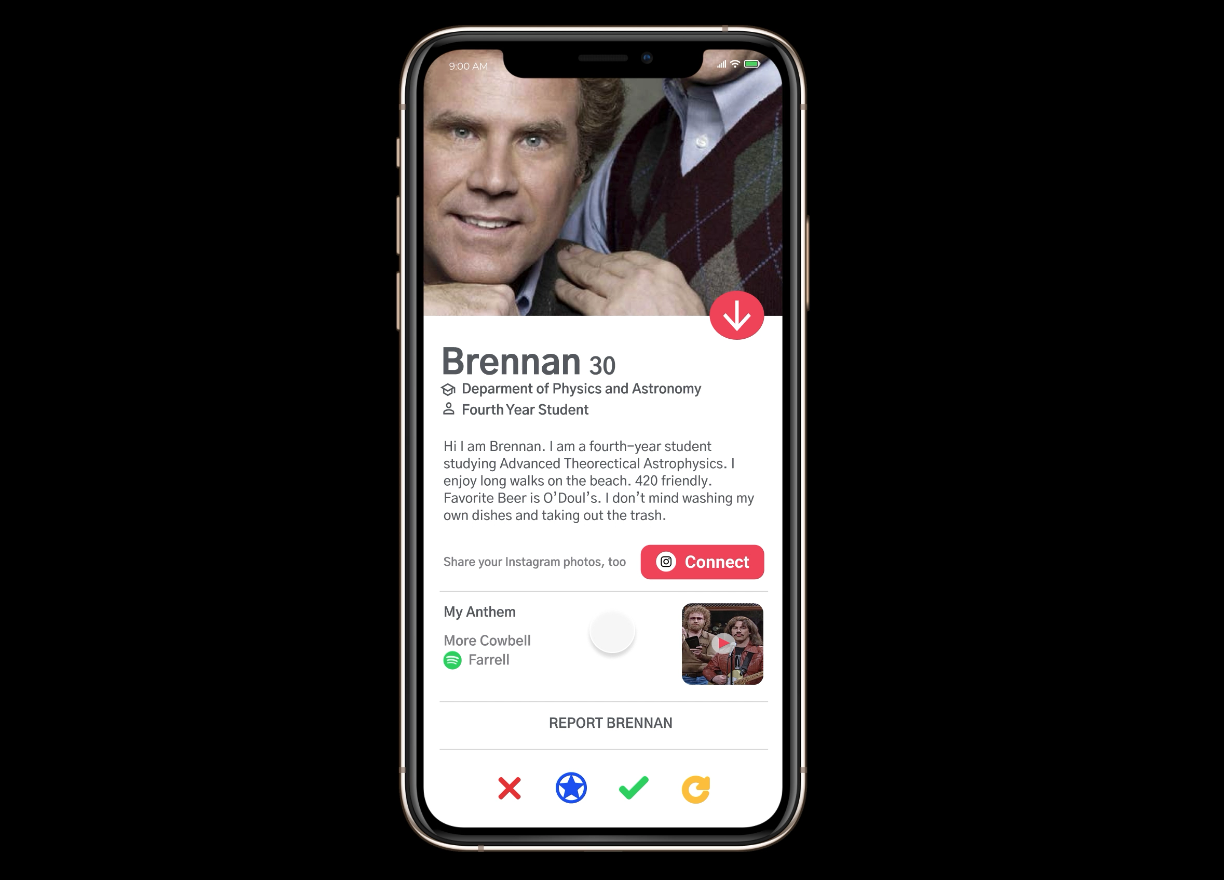 9:00 AM
Brennan 30
Deparment of Physics and Astronomy
Fourth Year Student
Hi I am Brennan. I am a fourth-year student
studying Advanced Theorectical Astrophysics. I
enjoy long walks on the beach. 420 friendly.
Favorite Beer is O'Doul's. I don't mind washing my
own dishes and taking out the trash.
Share your Instagram photos, too
Connect
My Anthem
More Cowbell
Farrell
REPORT BRENNAN